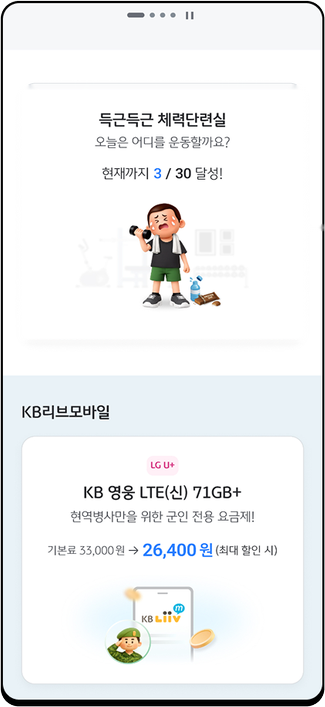 득근득근 체력단련실
오늘은 어디를 운동할까요?
현재까지 3 / 30 달성!
KB리브모바일
LG U+
KB 영웅 LTE(신) 71GB+
현역병사만을 위한 군인 전용 요금제!
기본료 33,000원 → 26,400원 (최대 할인 시)
KB Liiv m